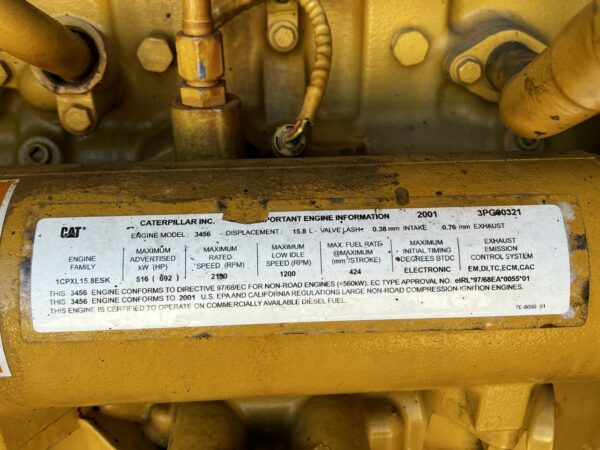 CAT
CATERPILLAR INC. PORTANT ENGINE INFORMATION 2001 3PG00321
ENGINE MODEL: 3456 DISPLACEMENT: 15.8 L VALVE LASH: 0.38 mm INTAKE 0.76 mm EXHAUST
ENGINE FAMILY
1CPXL15.8ESK
MAXIMUM ADVERTISED kW (HP)
516 ( 692 )
MAXIMUM RATED SPEED (RPM)
MAXIMUM LOW IDLE SPEED (RPM)
1200
MAX. FUEL RATE @MAXIMUM (mm³/STROKE)
424
MAXIMUM INITIAL TIMING DEGREES BTDC
ELECTRONIC
EXHAUST EMISSION CONTROL SYSTEM
EM,DI,TC,ECM,CAC
THIS 3456 ENGINE CONFORMS TO DIRECTIVE 97/68/EC FOR NON-ROAD ENGINES (<560kW). EC TYPE APPROVAL NO. eIRL*97/68EA*0055*01
THIS 3456 ENGINE CONFORMS TO 2001 U.S. EPA AND CALIFORNIA REGULATIONS LARGE NON-ROAD COMPRESSION IGNITION ENGINES.
THIS ENGINE IS CERTIFIED TO OPERATE ON COMMERCIALLY AVAILABLE DIESEL FUEL.
7E-8050 01